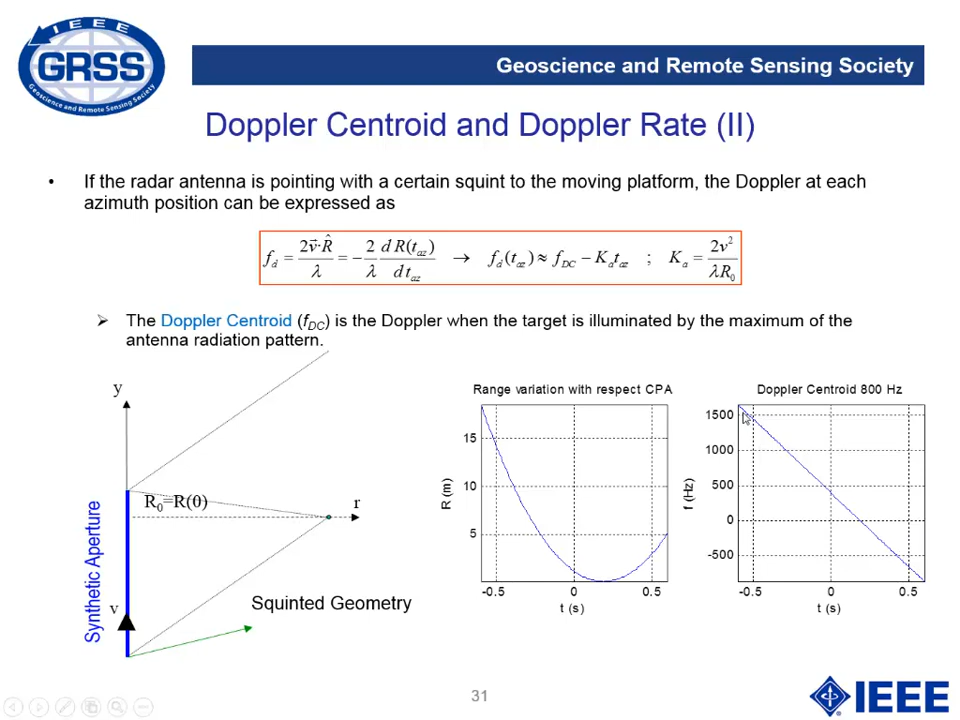 IEEE
GRSS
Geoscience and Remote Sensing Society
Geoscience and Remote Sensing Society
Doppler Centroid and Doppler Rate (II)
• If the radar antenna is pointing with a certain squint to the moving platform, the Doppler at each
azimuth position can be expressed as
f_d = 2v⃗·R̂/λ = −(2/λ) dR(t_az)/dt_az → f_d(t_az) ≈ f_DC − K_a t_az ; K_a = 2v²/(λR_0)
➢ The Doppler Centroid (f_DC) is the Doppler when the target is illuminated by the maximum of the
antenna radiation pattern.
y
R_0=R(0)
r
Synthetic Aperture
v
Squinted Geometry
Range variation with respect CPA
15
10
5
R (m)
-0.5 0 0.5
t (s)
Doppler Centroid 800 Hz
1500
1000
500
0
-500
f (Hz)
-0.5 0 0.5
t (s)
31
IEEE